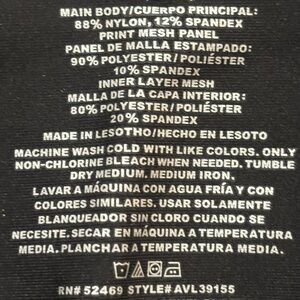 MAIN BODY/CUERPO PRINCIPAL:
88% NYLON, 12% SPANDEX
PRINT MESH PANEL
PANEL DE MALLA ESTAMPADO:
90% POLYESTER/POLIÉSTER
10% SPANDEX
INNER LAYER MESH
MALLA DE LA CAPA INTERIOR:
80% POLYESTER/POLIÉSTER
20% SPANDEX
MADE IN LESOTHO/HECHO EN LESOTO
MACHINE WASH COLD WITH LIKE COLORS. ONLY
NON-CHLORINE BLEACH WHEN NEEDED. TUMBLE
DRY MEDIUM. MEDIUM IRON.
LAVAR A MÁQUINA CON AGUA FRÍA Y CON
COLORES SIMILARES. USAR SOLAMENTE
BLANQUEADOR SIN CLORO CUANDO SE
NECESITE. SECAR EN MÁQUINA A TEMPERATURA
MEDIA. PLANCHAR A TEMPERATURA MEDIA.
RN# 52469 STYLE# AVL39155